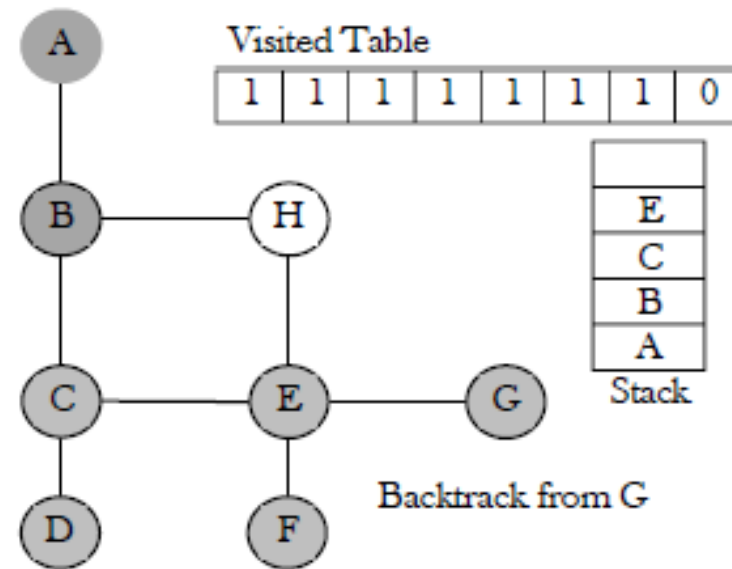 A
Visited Table
1 1 1 1 1 1 1 0
B H
E
C
B
A
Stack
C E G
Backtrack from G
D F